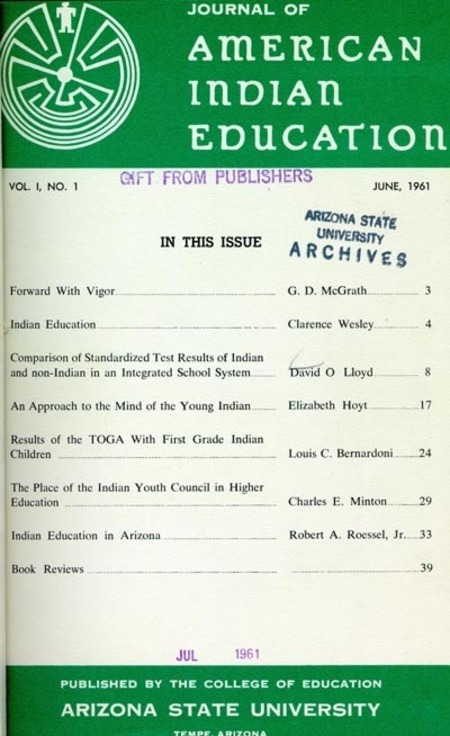 JOURNAL OF
AMERICAN
INDIAN
EDUCATION
VOL. I, NO. 1
GIFT FROM PUBLISHERS
JUNE, 1961
ARIZONA STATE
UNIVERSITY
ARCHIVES
IN THIS ISSUE
Forward With Vigor G. D. McGrath 3
Indian Education Clarence Wesley 4
Comparison of Standardized Test Results of Indian
and non-Indian in an Integrated School System David O Lloyd 8
An Approach to the Mind of the Young Indian Elizabeth Hoyt 17
Results of the TOGA With First Grade Indian
Children Louis C. Bernardoni 24
The Place of the Indian Youth Council in Higher
Education Charles E. Minton 29
Indian Education in Arizona Robert A. Roessel, Jr. 33
Book Reviews 39
JUL 1961
PUBLISHED BY THE COLLEGE OF EDUCATION
ARIZONA STATE UNIVERSITY
TEMPE, ARIZONA